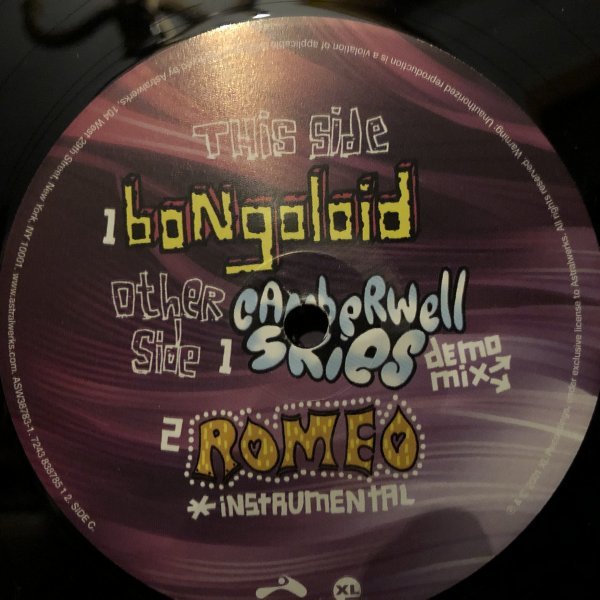 This Side
1 bongoloid
Other Side
1 Camberwell Skies demo mix
2 ROMEO
*instrumental
XL
by Astralwerks, 104 West 29th Street, New York, NY 10001. www.astralwerks.com. ASW38783-1, 7243 838785 1 2. SIDE C.
All rights reserved. Warning: Unauthorized reproduction is a violation of applicable
under exclusive license to Astralwerks.